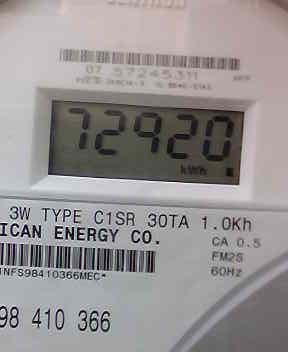 07 57245311
72920
kWh
3W TYPE C1SR 30TA 1.0Kh
ICAN ENERGY CO.
CA 0.5
FM2S
60Hz
INFS98410366MEC*
98 410 366